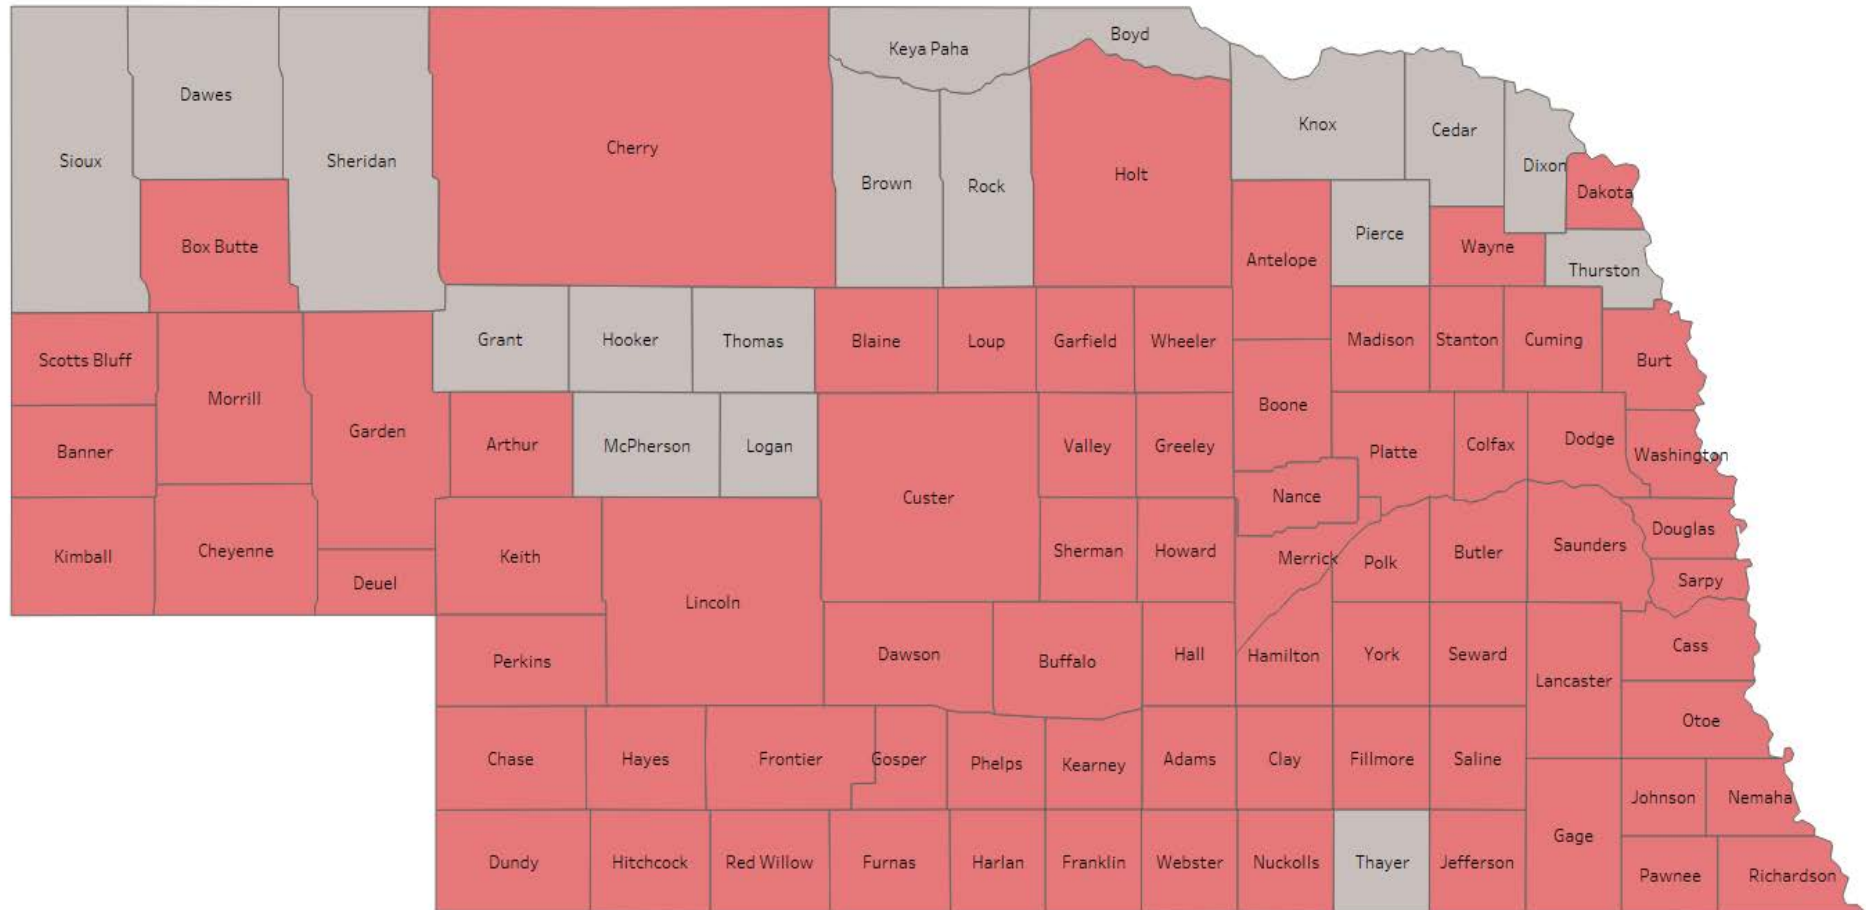 Boyd
Keya Paha
Dawes
Knox
Cedar
Cherry
Sioux
Sheridan
Dixon
Holt
Brown
Rock
Dakota
Pierce
Box Butte
Wayne
Antelope
Thurston
Grant
Hooker
Thomas
Blaine
Loup
Garfield
Wheeler
Madison
Stanton
Cuming
Scotts Bluff
Burt
Morrill
Boone
Garden
Arthur
McPherson
Logan
Valley
Greeley
Colfax
Dodge
Banner
Platte
Washington
Custer
Nance
Douglas
Kimball
Cheyenne
Keith
Sherman
Howard
Merrick
Polk
Butler
Saunders
Deuel
Sarpy
Lincoln
Cass
Perkins
Dawson
Buffalo
Hall
Hamilton
York
Seward
Lancaster
Otoe
Chase
Hayes
Frontier
Gosper
Phelps
Kearney
Adams
Clay
Fillmore
Saline
Johnson
Nemaha
Gage
Dundy
Hitchcock
Red Willow
Furnas
Harlan
Franklin
Webster
Nuckolls
Thayer
Jefferson
Pawnee
Richardson